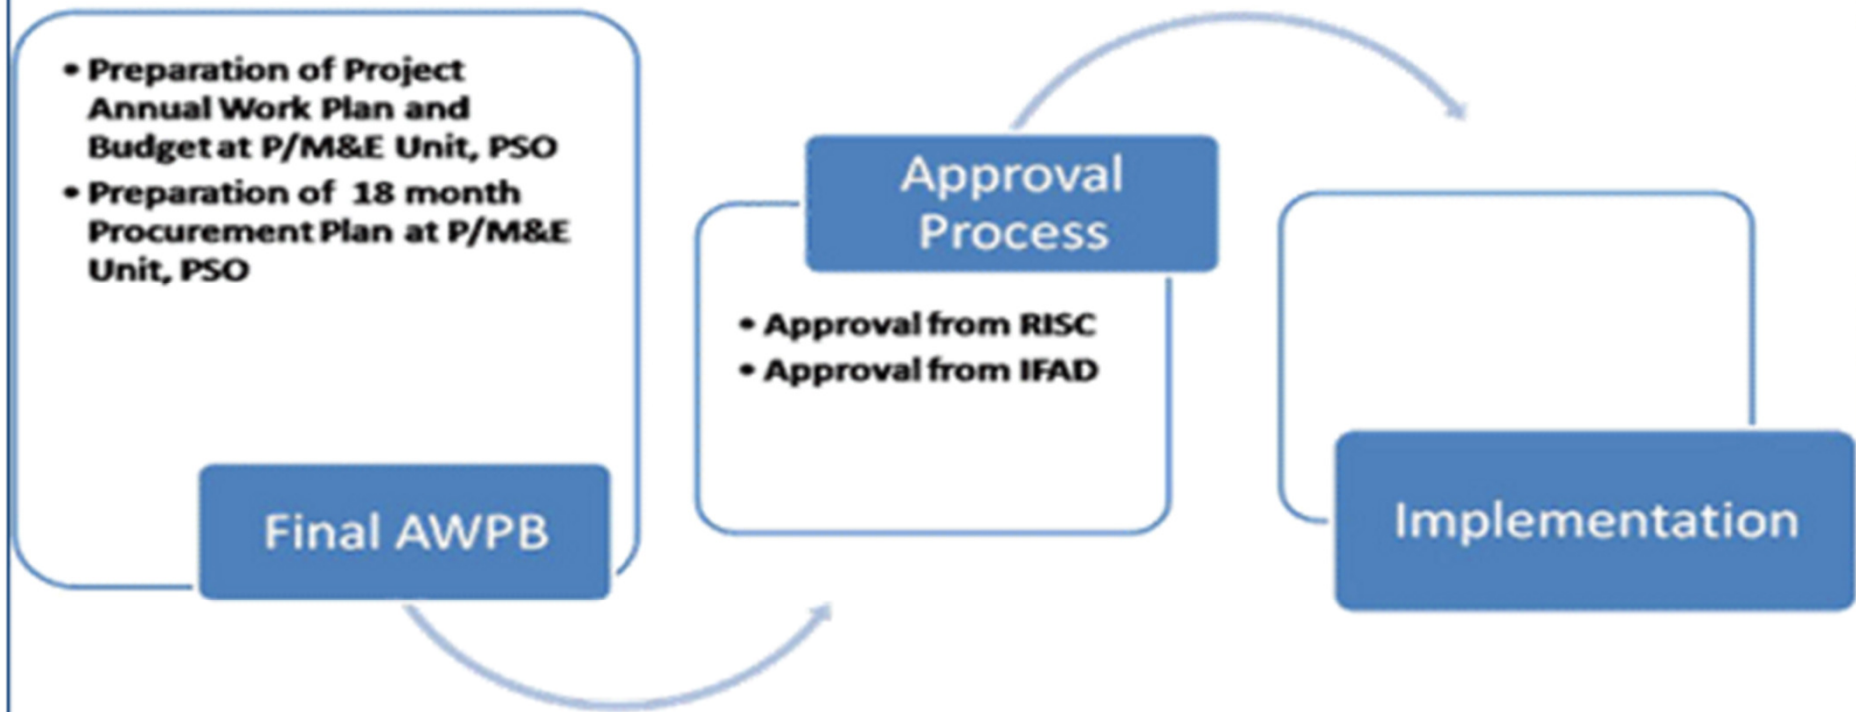 • Preparation of Project
Annual Work Plan and
Budget at P/M&E Unit, PSO
• Preparation of 18 month
Procurement Plan at P/M&E
Unit, PSO
Final AWPB
Approval
Process
• Approval from RISC
• Approval from IFAD
Implementation